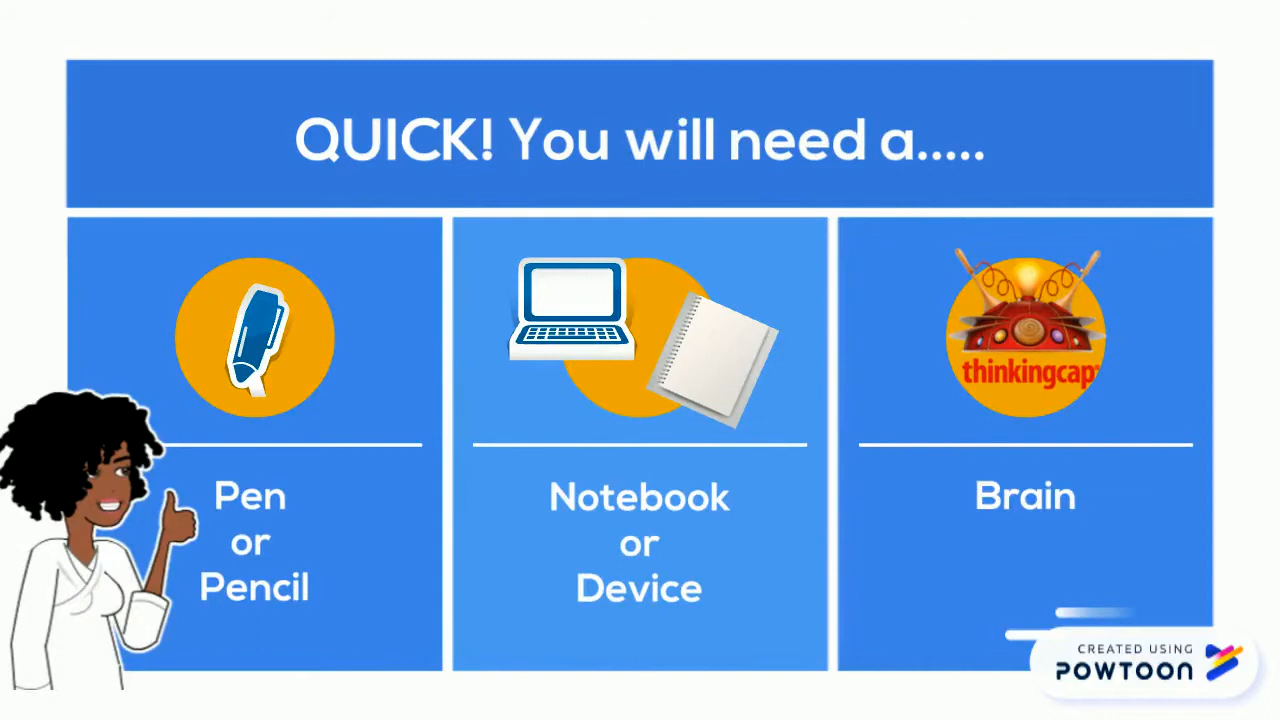 QUICK! You will need a.....
thinkingcap
Pen
or
Pencil
Notebook
or
Device
Brain
CREATED USING
POWTOON